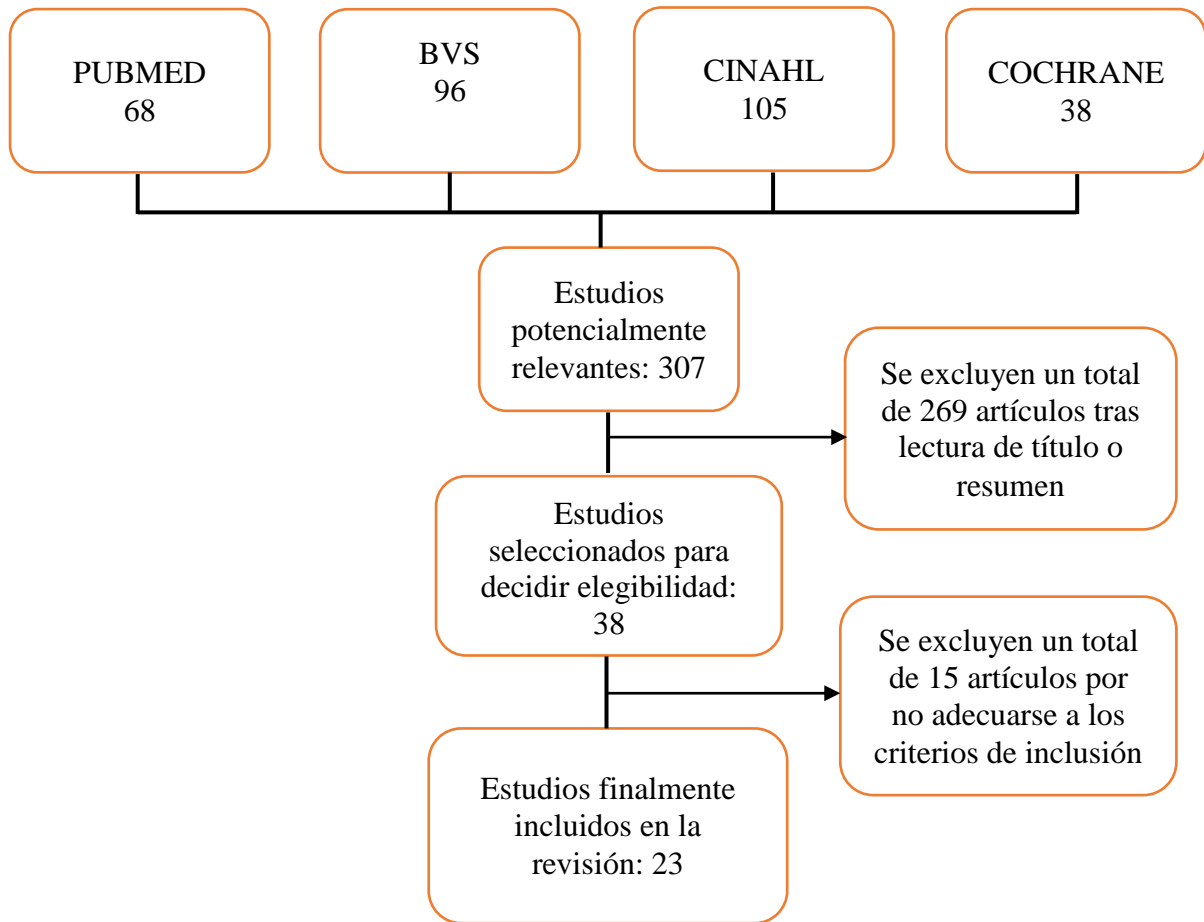 PUBMED
68
BVS
96
CINAHL
105
COCHRANE
38
Estudios
potencialmente
relevantes: 307
Se excluyen un total
de 269 artículos tras
lectura de título o
resumen
Estudios
seleccionados para
decidir elegibilidad:
38
Se excluyen un total
de 15 artículos por
no adecuarse a los
criterios de inclusión
Estudios finalmente
incluidos en la
revisión: 23